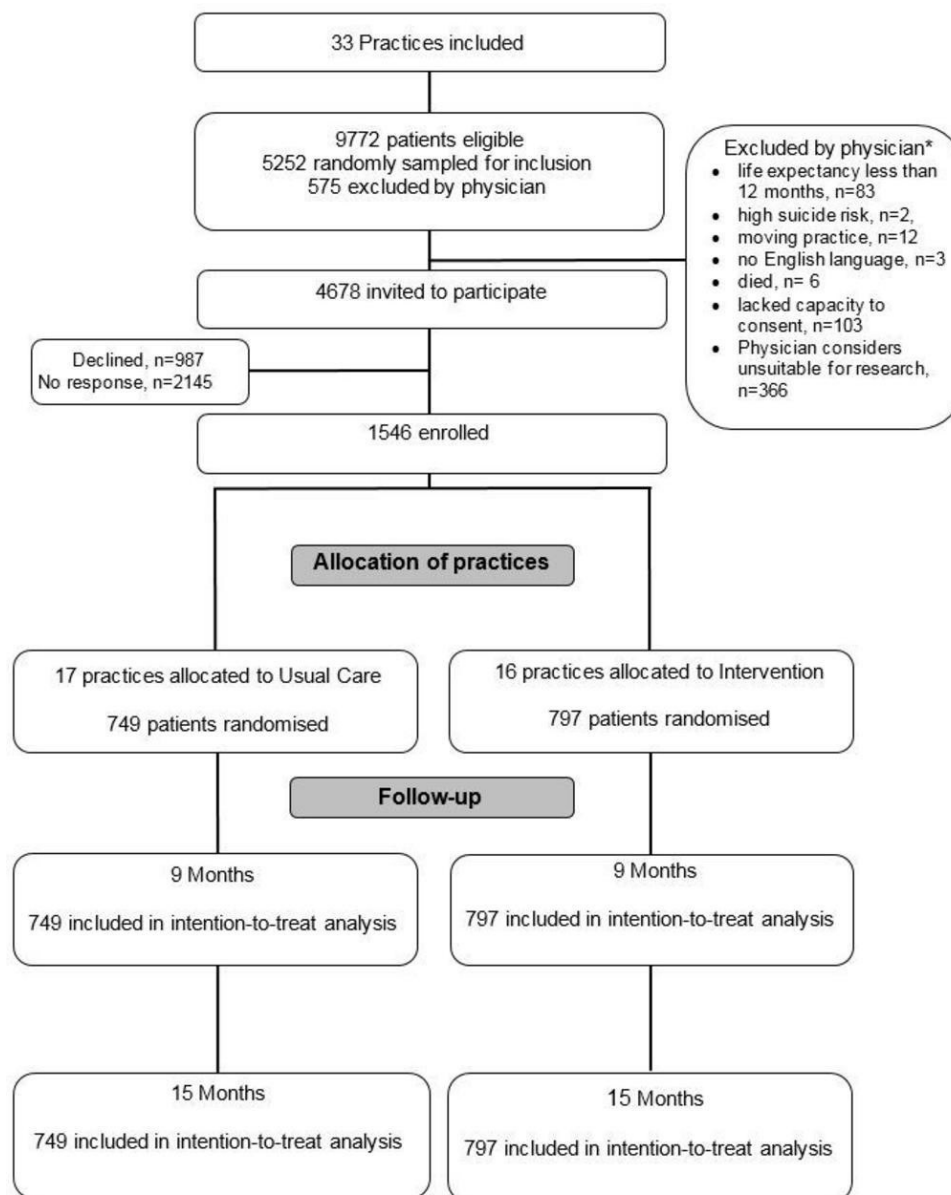 33 Practices included
9772 patients eligible
5252 randomly sampled for inclusion
575 excluded by physician
Excluded by physician*
• life expectancy less than
12 months, n=83
• high suicide risk, n=2,
• moving practice, n=12
• no English language, n=3
• died, n= 6
• lacked capacity to
consent, n=103
• Physician considers
unsuitable for research,
n=366
4678 invited to participate
Declined, n=987
No response, n=2145
1546 enrolled
Allocation of practices
17 practices allocated to Usual Care
749 patients randomised
16 practices allocated to Intervention
797 patients randomised
Follow-up
9 Months
749 included in intention-to-treat analysis
9 Months
797 included in intention-to-treat analysis
15 Months
749 included in intention-to-treat analysis
15 Months
797 included in intention-to-treat analysis